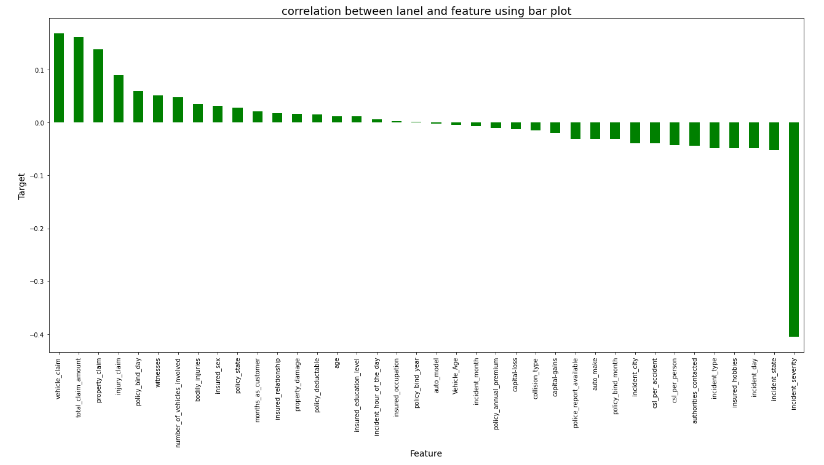 correlation between lanel and feature using bar plot
0.1
0.0
−0.1
−0.2
−0.3
−0.4
Target
vehicle_claim
total_claim_amount
property_claim
injury_claim
policy_bind_day
witnesses
number_of_vehicles_involved
bodily_injuries
insured_sex
policy_state
months_as_customer
insured_relationship
property_damage
policy_deductable
age
insured_education_level
incident_hour_of_the_day
insured_occupation
policy_bind_year
auto_model
Vehicle_Age
incident_month
policy_annual_premium
capital-loss
collision_type
capital-gains
police_report_available
auto_make
policy_bind_month
incident_city
csl_per_accident
csl_per_person
authorities_contacted
incident_type
insured_hobbies
incident_day
incident_state
incident_severity
Feature